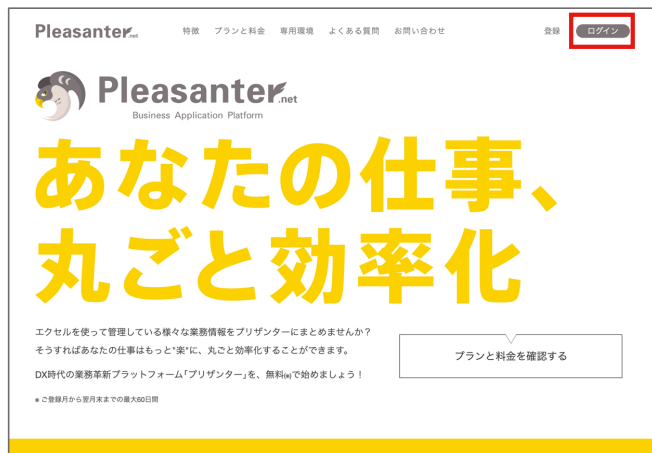 Pleasanter.net 特徴 プランと料金 専用環境 よくある質問 お問い合わせ 登録 ログイン
Pleasanter.net
Business Application Platform
あなたの仕事、
丸ごと効率化
エクセルを使って管理している様々な業務情報をプリザンターにまとめませんか？
そうすればあなたの仕事はもっと"楽"に、丸ごと効率化することができます。
プランと料金を確認する
DX時代の業務革新プラットフォーム「プリザンター」を、無料(※)で始めましょう！
※ ご登録月から翌月末までの最大60日間